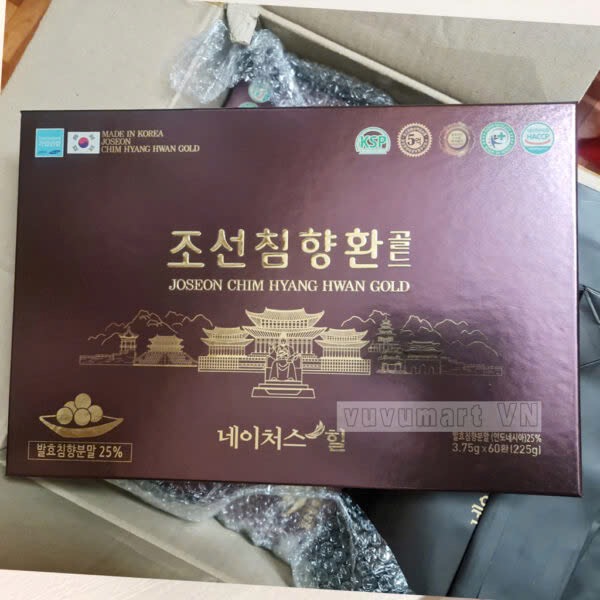 MADE IN KOREA
JOSEON
CHIM HYANG HWAN GOLD
KSP
HACCP
조선침향환 골드
JOSEON CHIM HYANG HWAN GOLD
vuvumart VN
발효침향분말 25%
네이처스 힐
발효침향분말 (인도네시아)25%
3.75g×60환(225g)